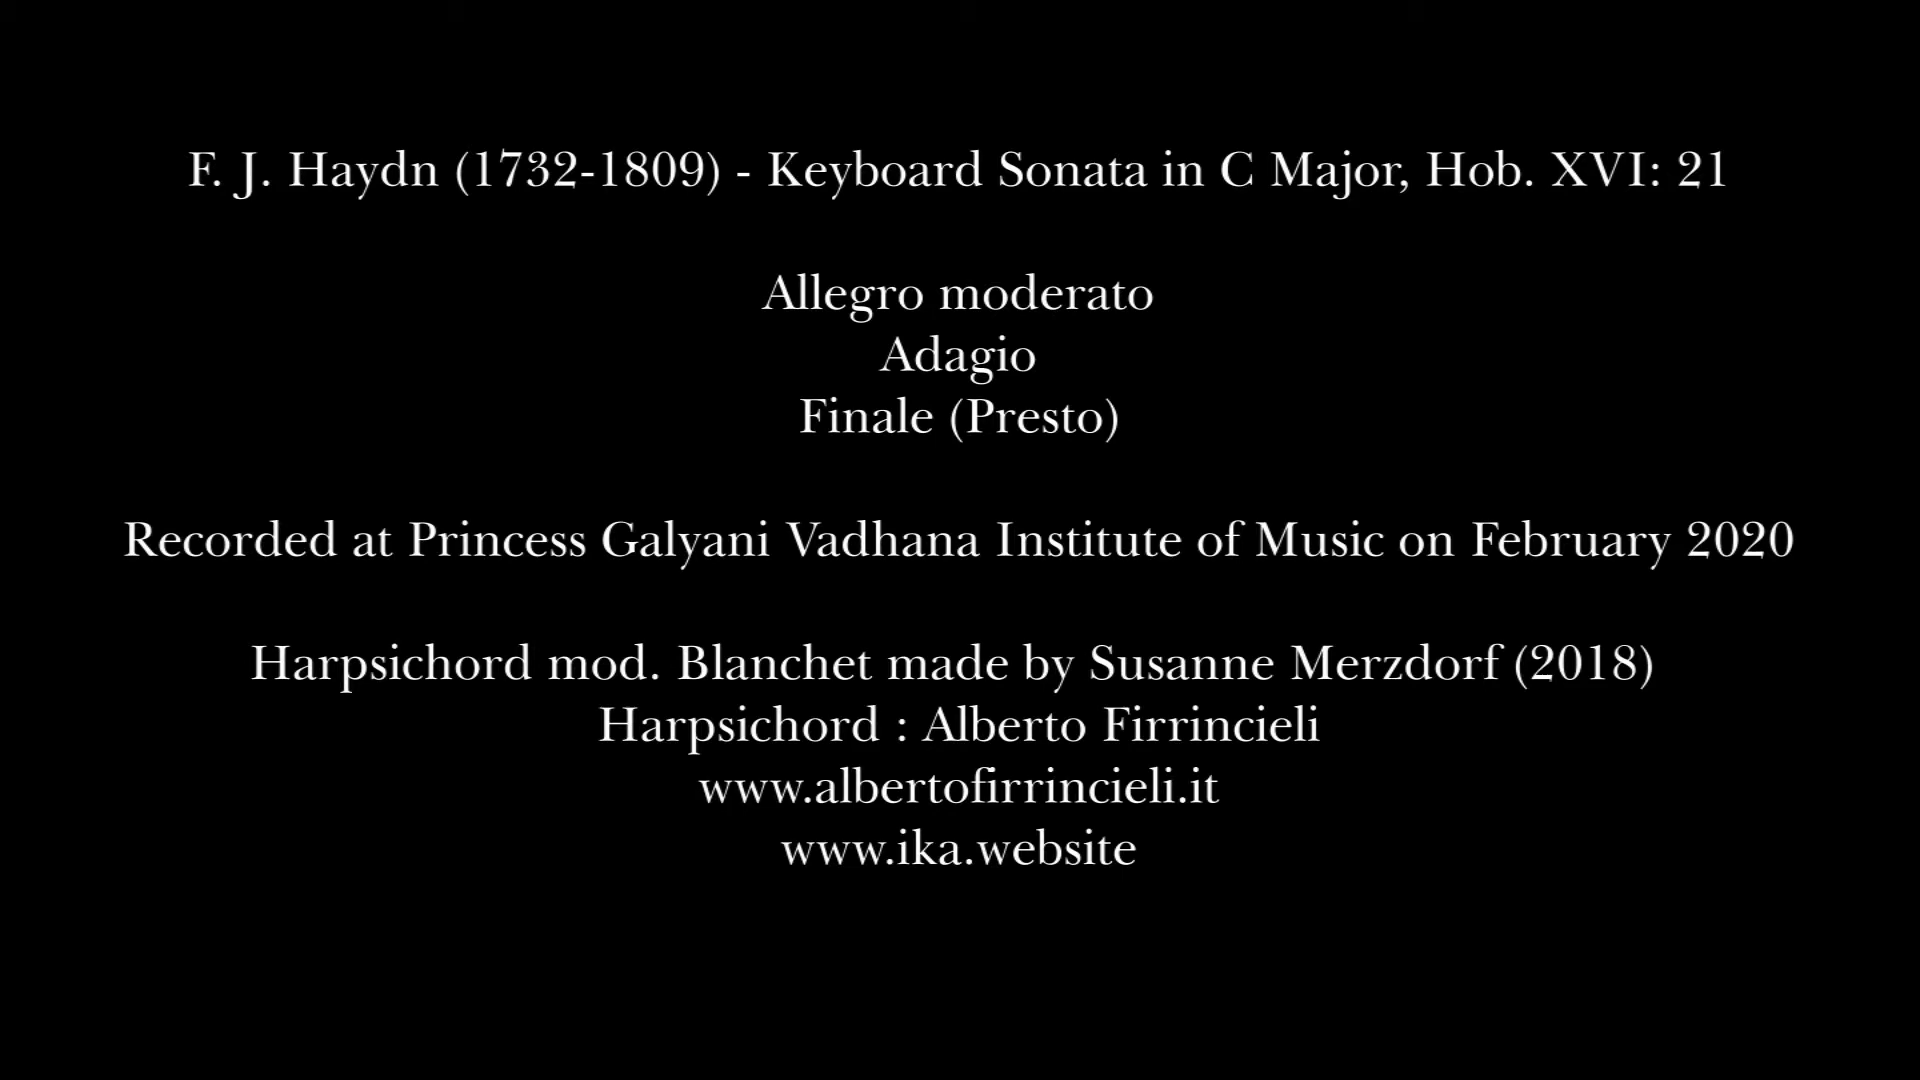 F. J. Haydn (1732-1809) - Keyboard Sonata in C Major, Hob. XVI: 21
Allegro moderato
Adagio
Finale (Presto)
Recorded at Princess Galyani Vadhana Institute of Music on February 2020
Harpsichord mod. Blanchet made by Susanne Merzdorf (2018)
Harpsichord : Alberto Firrincieli
www.albertofirrincieli.it
www.ika.website